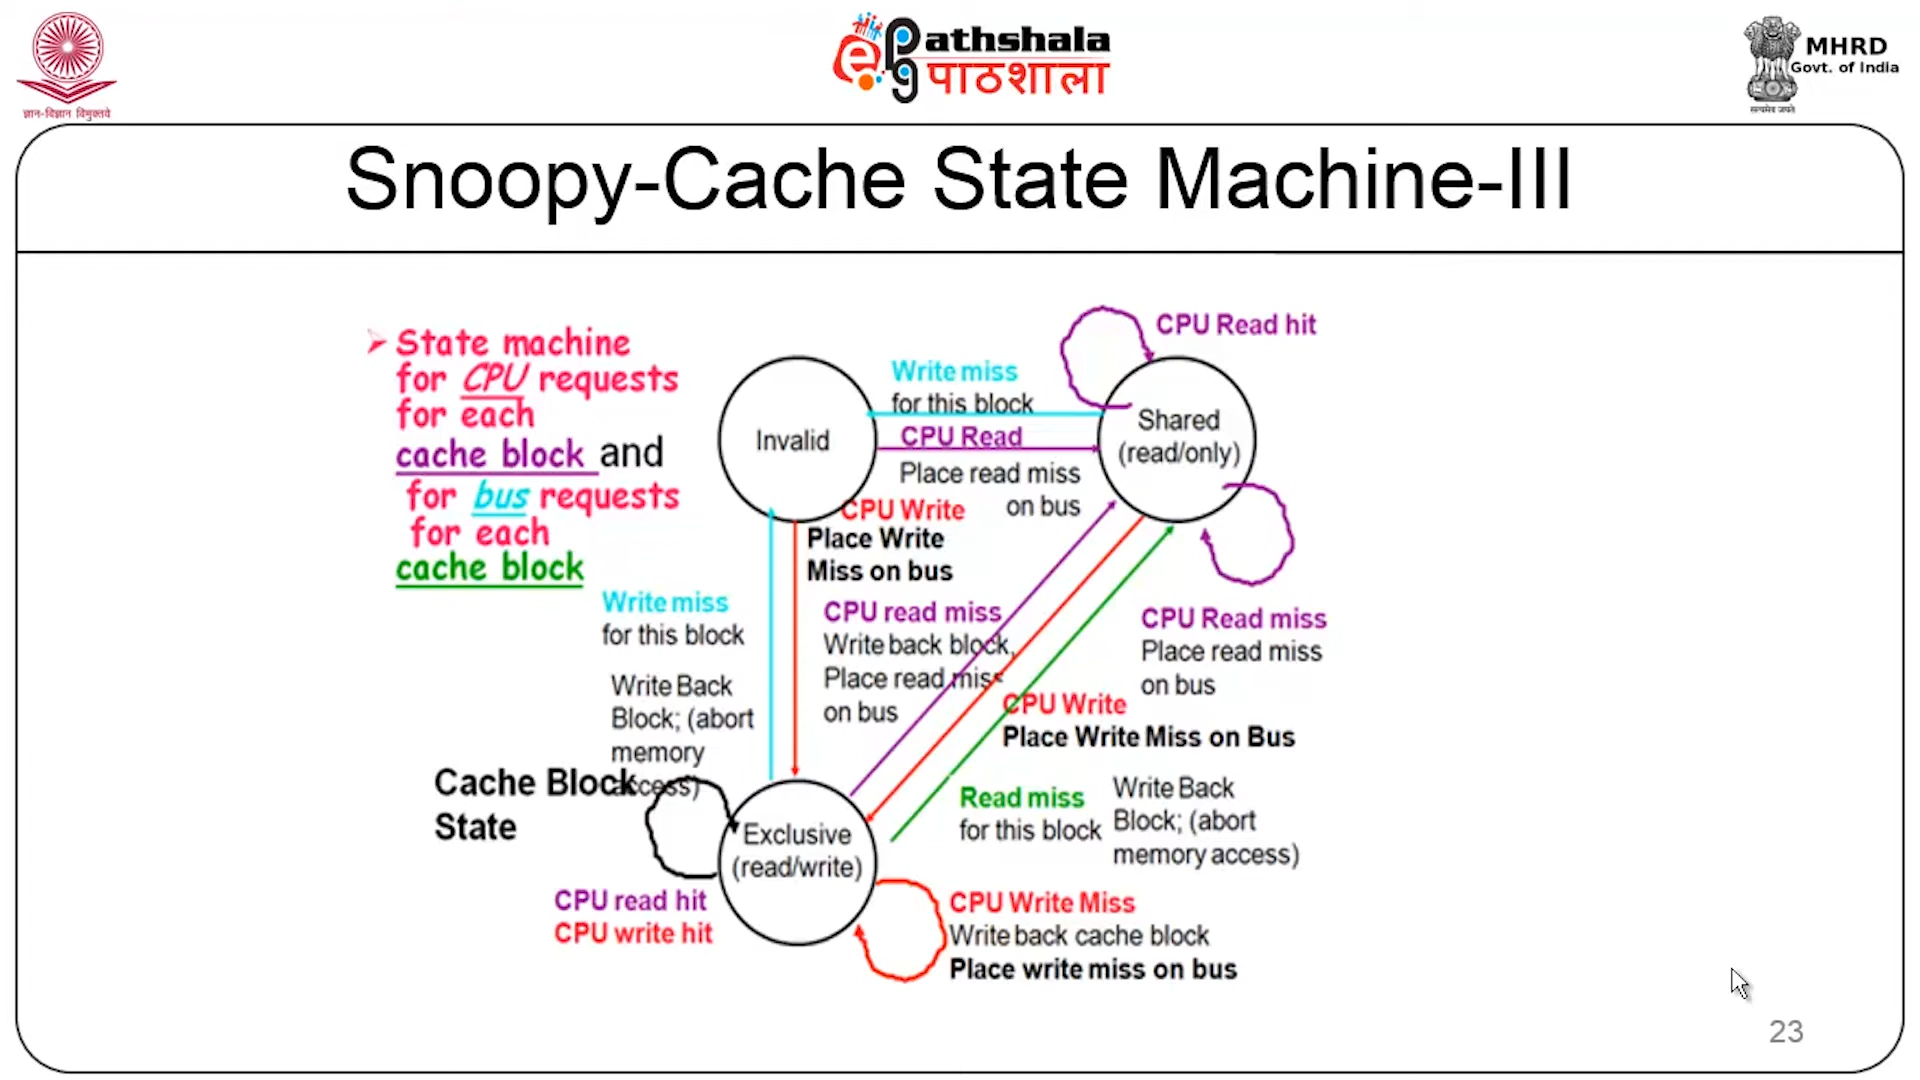 ज्ञान-विज्ञान विमुक्तये
ePathshala
पाठशाला
MHRD
Govt. of India
सत्यमेव जयते
Snoopy-Cache State Machine-III
State machine
for CPU requests
for each
cache block and
for bus requests
for each
cache block
Cache Block
State
Invalid
Write miss
for this block
CPU Read
Place read miss
on bus
CPU Read hit
Shared
(read/only)
CPU Write
Place Write
Miss on bus
Write miss
for this block
Write Back
Block; (abort
memory
access)
CPU read miss
Write back block,
Place read miss
on bus
CPU Read miss
Place read miss
on bus
CPU Write
Place Write Miss on Bus
Read miss
for this block
Write Back
Block; (abort
memory access)
Exclusive
(read/write)
CPU read hit
CPU write hit
CPU Write Miss
Write back cache block
Place write miss on bus
23